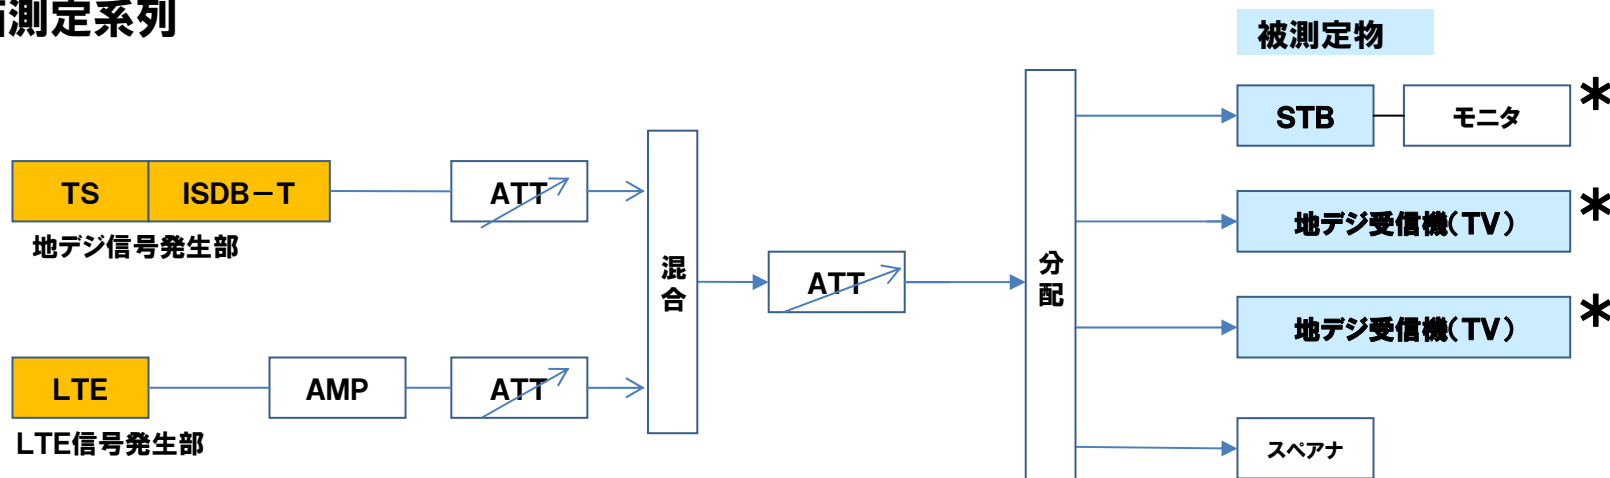 測定系列
被測定物
STB
モニタ
*
TS
ISDB－T
ATT
地デジ信号発生部
地デジ受信機(TV)
*
混合
ATT
分配
地デジ受信機(TV)
*
LTE
AMP
ATT
LTE信号発生部
スペアナ